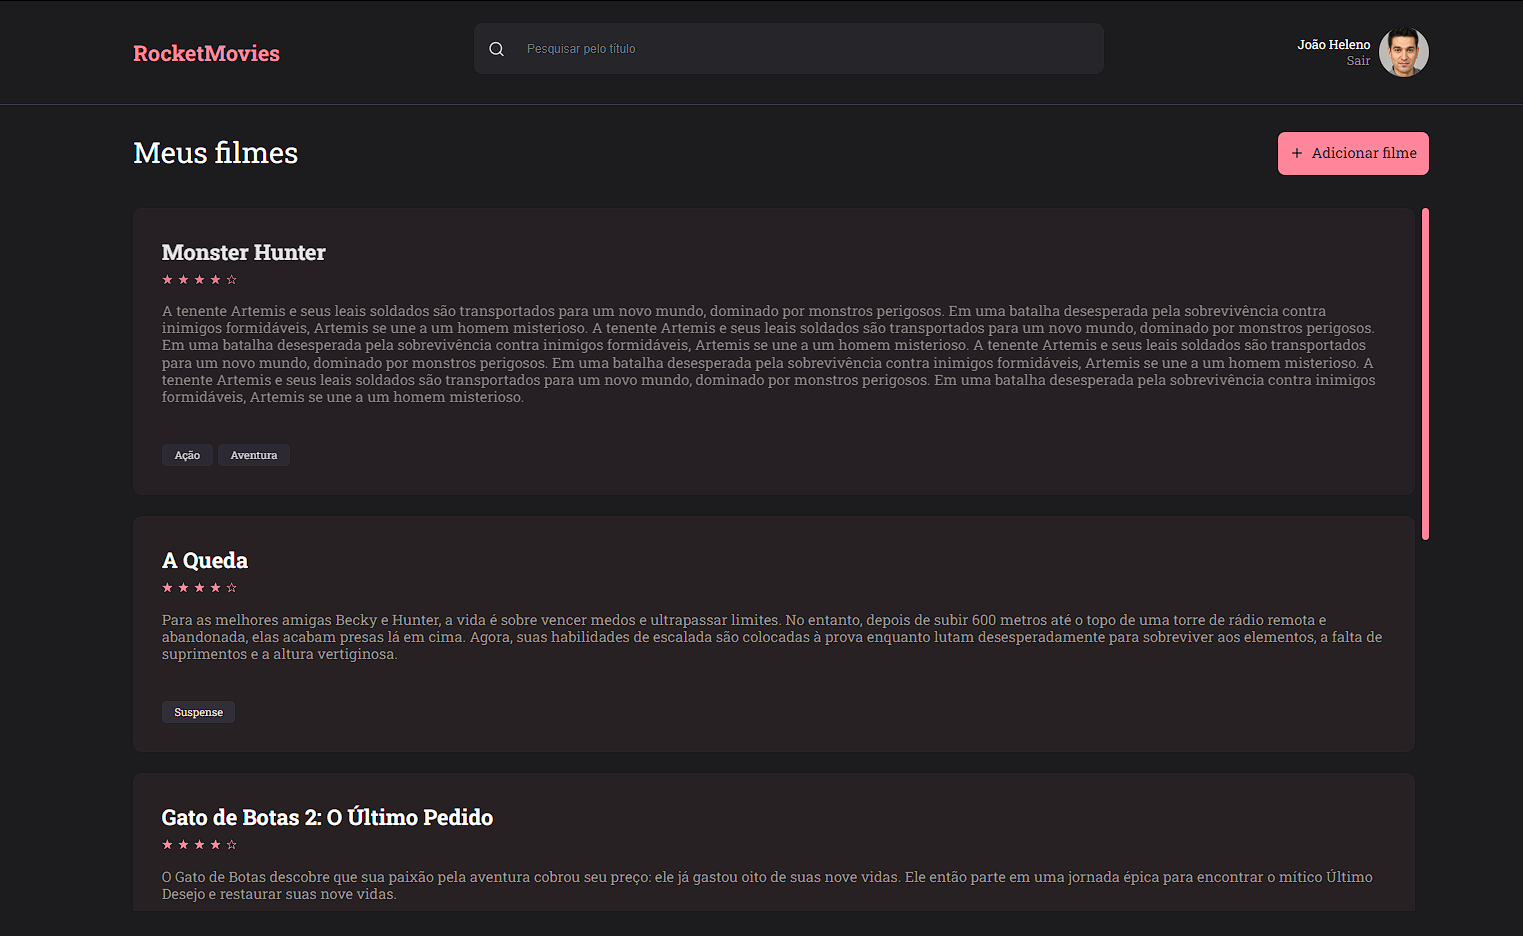 RocketMovies
Pesquisar pelo título
João Heleno
Sair
Meus filmes
+ Adicionar filme
Monster Hunter
★ ★ ★ ★ ☆
A tenente Artemis e seus leais soldados são transportados para um novo mundo, dominado por monstros perigosos. Em uma batalha desesperada pela sobrevivência contra
inimigos formidáveis, Artemis se une a um homem misterioso. A tenente Artemis e seus leais soldados são transportados para um novo mundo, dominado por monstros perigosos.
Em uma batalha desesperada pela sobrevivência contra inimigos formidáveis, Artemis se une a um homem misterioso. A tenente Artemis e seus leais soldados são transportados
para um novo mundo, dominado por monstros perigosos. Em uma batalha desesperada pela sobrevivência contra inimigos formidáveis, Artemis se une a um homem misterioso. A
tenente Artemis e seus leais soldados são transportados para um novo mundo, dominado por monstros perigosos. Em uma batalha desesperada pela sobrevivência contra inimigos
formidáveis, Artemis se une a um homem misterioso.
Ação Aventura
A Queda
★ ★ ★ ★ ☆
Para as melhores amigas Becky e Hunter, a vida é sobre vencer medos e ultrapassar limites. No entanto, depois de subir 600 metros até o topo de uma torre de rádio remota e
abandonada, elas acabam presas lá em cima. Agora, suas habilidades de escalada são colocadas à prova enquanto lutam desesperadamente para sobreviver aos elementos, a falta de
suprimentos e a altura vertiginosa.
Suspense
Gato de Botas 2: O Último Pedido
★ ★ ★ ★ ☆
O Gato de Botas descobre que sua paixão pela aventura cobrou seu preço: ele já gastou oito de suas nove vidas. Ele então parte em uma jornada épica para encontrar o mítico Último
Desejo e restaurar suas nove vidas.